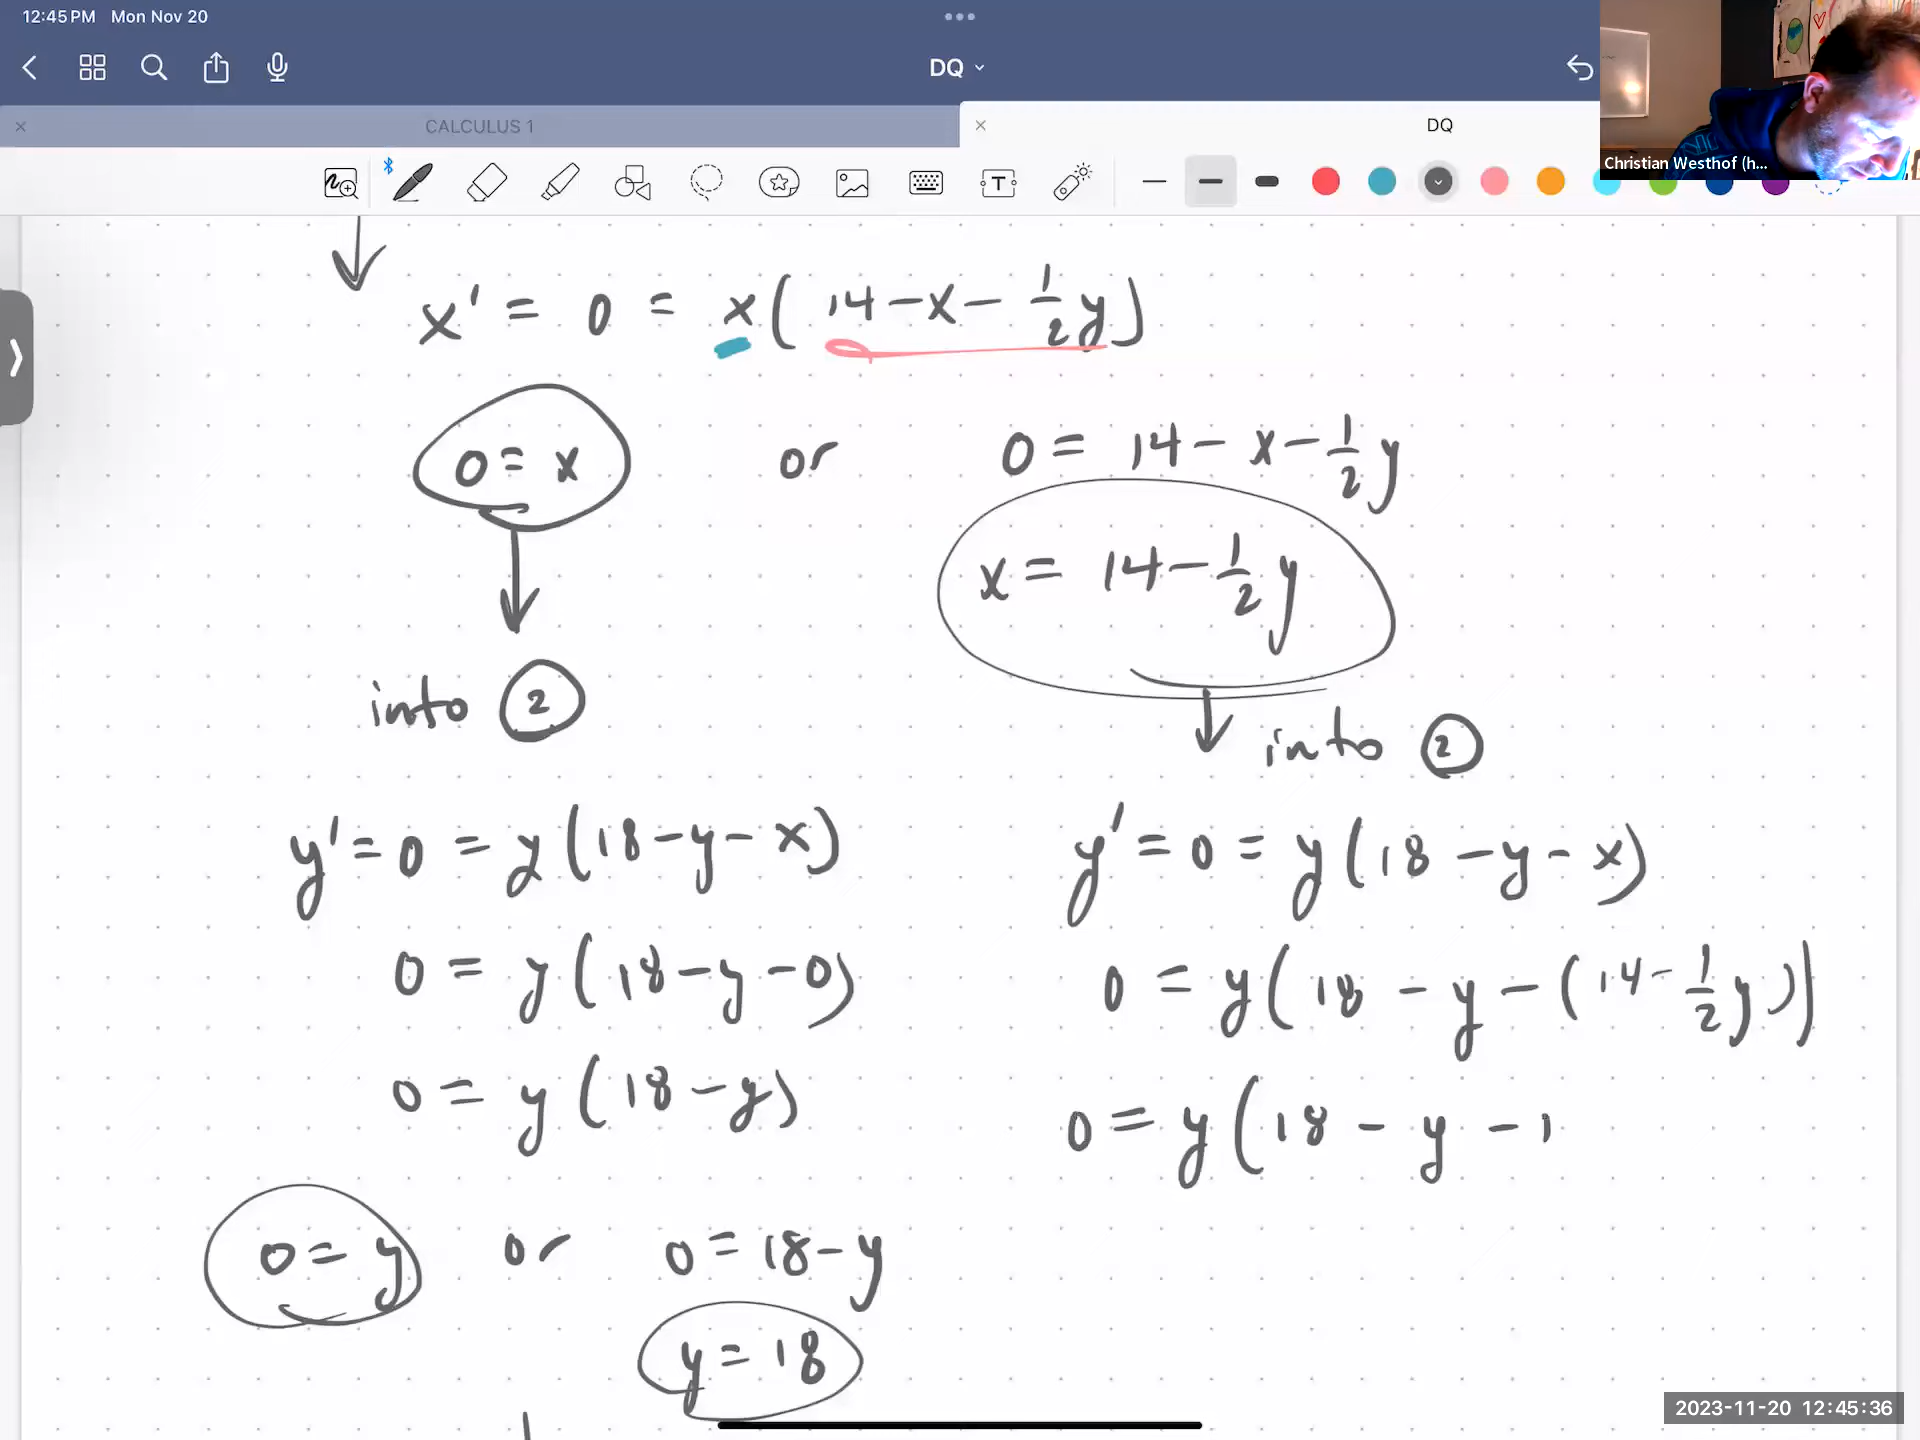 12:45 PM Mon Nov 20
DQ
CALCULUS 1
DQ
T
Christian Westhof (h...
x' = 0 = x(14 - x - 1/2 y)
0 = x or 0 = 14 - x - 1/2 y
x = 14 - 1/2 y
into 2
into 2
y' = 0 = y(18 - y - x)
y' = 0 = y(18 - y - x)
0 = y(18 - y - 0)
0 = y(18 - y - (14 - 1/2 y))
0 = y(18 - y)
0 = y(18 - y - 1
0 = y or 0 = 18 - y
y = 18
2023-11-20 12:45:36